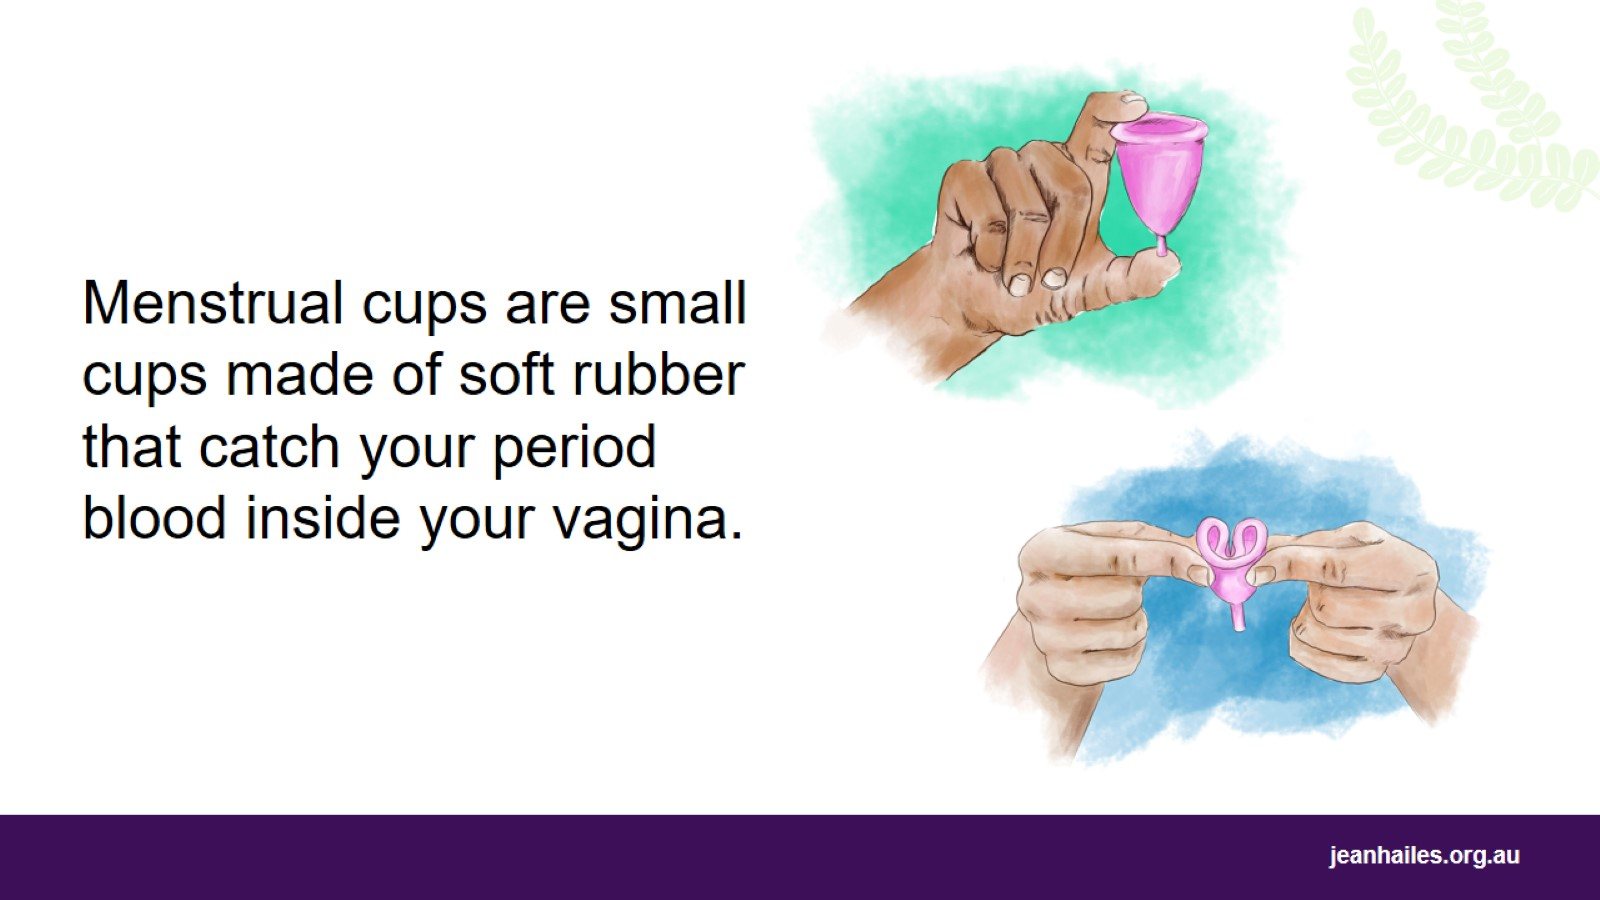 Menstrual cups are small
cups made of soft rubber
that catch your period
blood inside your vagina.
jeanhailes.org.au